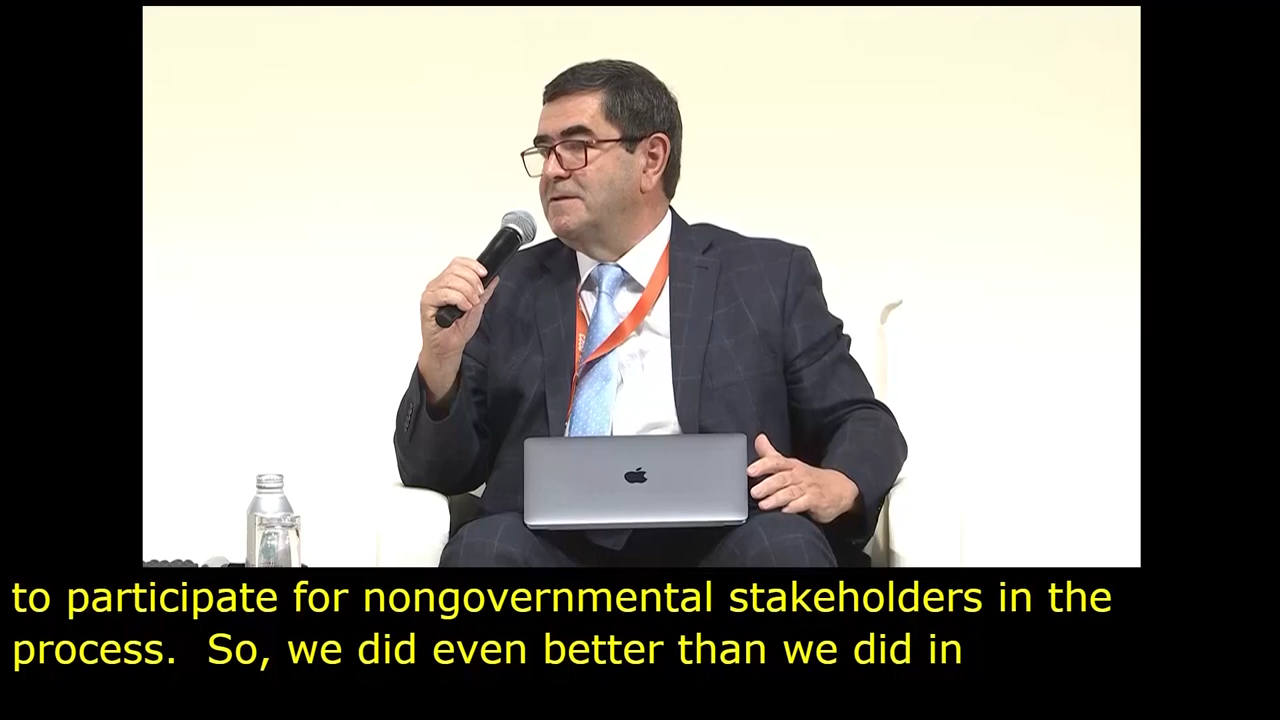 to participate for nongovernmental stakeholders in the
process.  So, we did even better than we did in